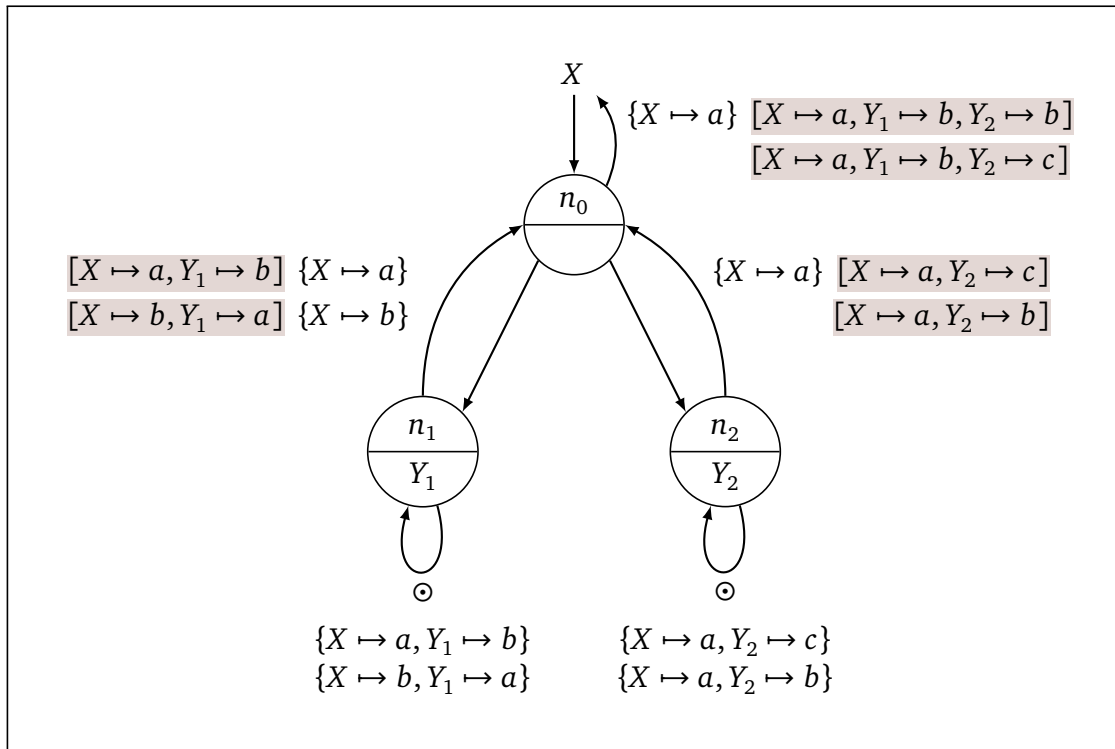 X
{X ↦ a} [X ↦ a, Y₁ ↦ b, Y₂ ↦ b]
[X ↦ a, Y₁ ↦ b, Y₂ ↦ c]
n₀
[X ↦ a, Y₁ ↦ b] {X ↦ a}
[X ↦ b, Y₁ ↦ a] {X ↦ b}
{X ↦ a} [X ↦ a, Y₂ ↦ c]
[X ↦ a, Y₂ ↦ b]
n₁
Y₁
n₂
Y₂
⊙
⊙
{X ↦ a, Y₁ ↦ b}
{X ↦ b, Y₁ ↦ a}
{X ↦ a, Y₂ ↦ c}
{X ↦ a, Y₂ ↦ b}